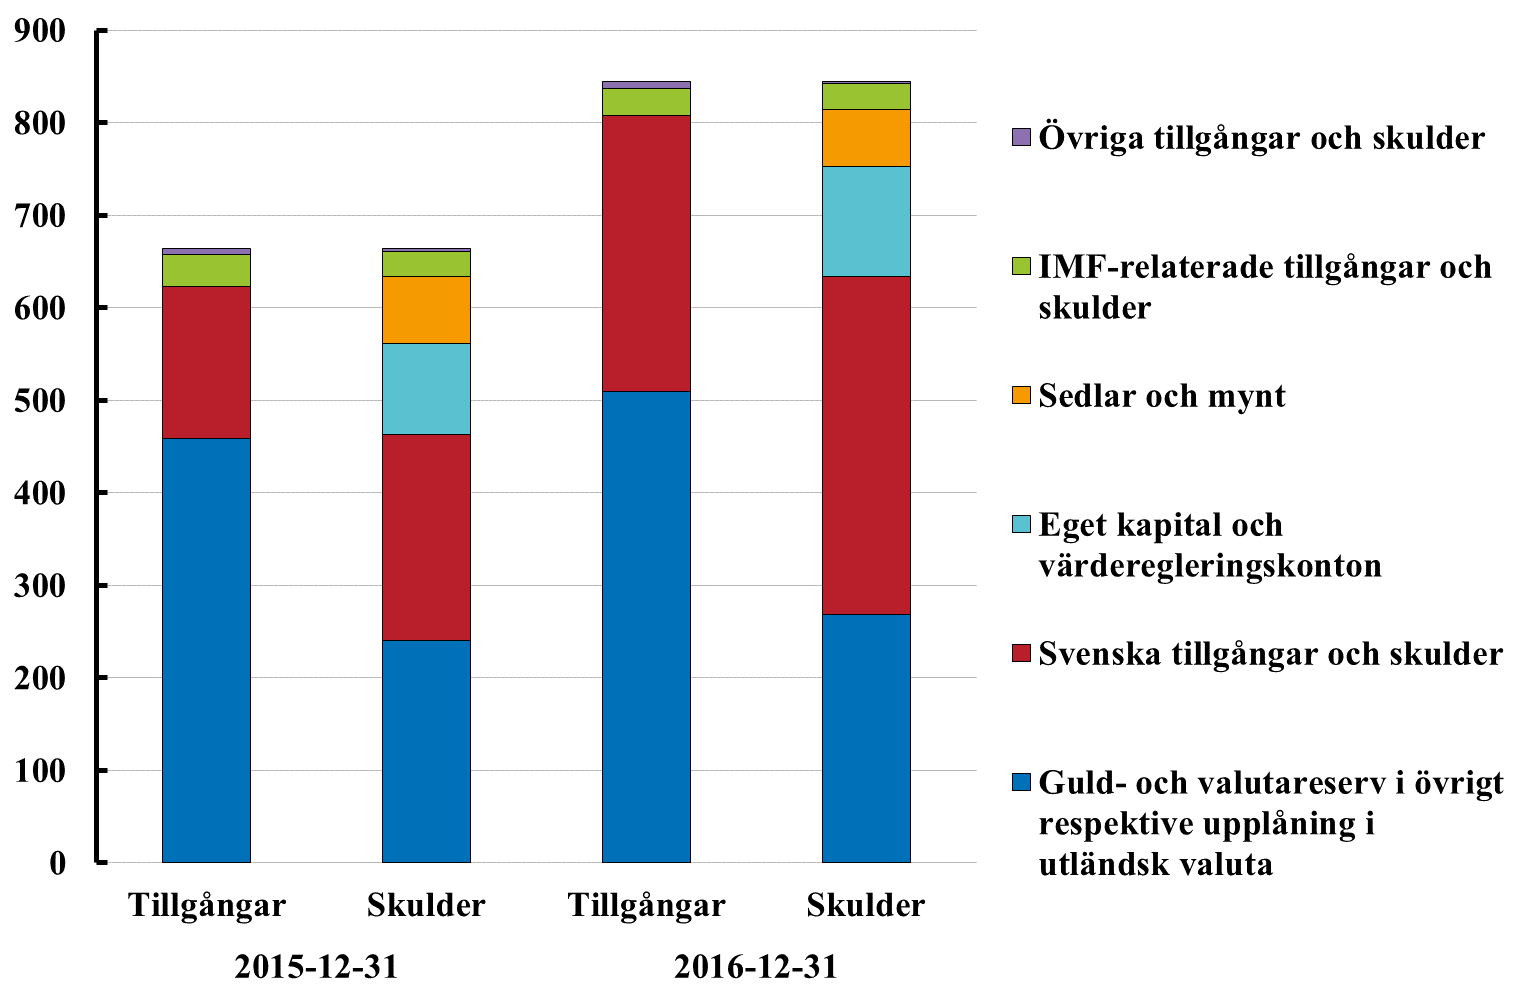 900
800
700
600
500
400
300
200
100
0
Tillgångar
Skulder
Tillgångar
Skulder
2015-12-31
2016-12-31
Övriga tillgångar och skulder
IMF-relaterade tillgångar och
skulder
Sedlar och mynt
Eget kapital och
värderegleringskonton
Svenska tillgångar och skulder
Guld- och valutareserv i övrigt
respektive upplåning i
utländsk valuta